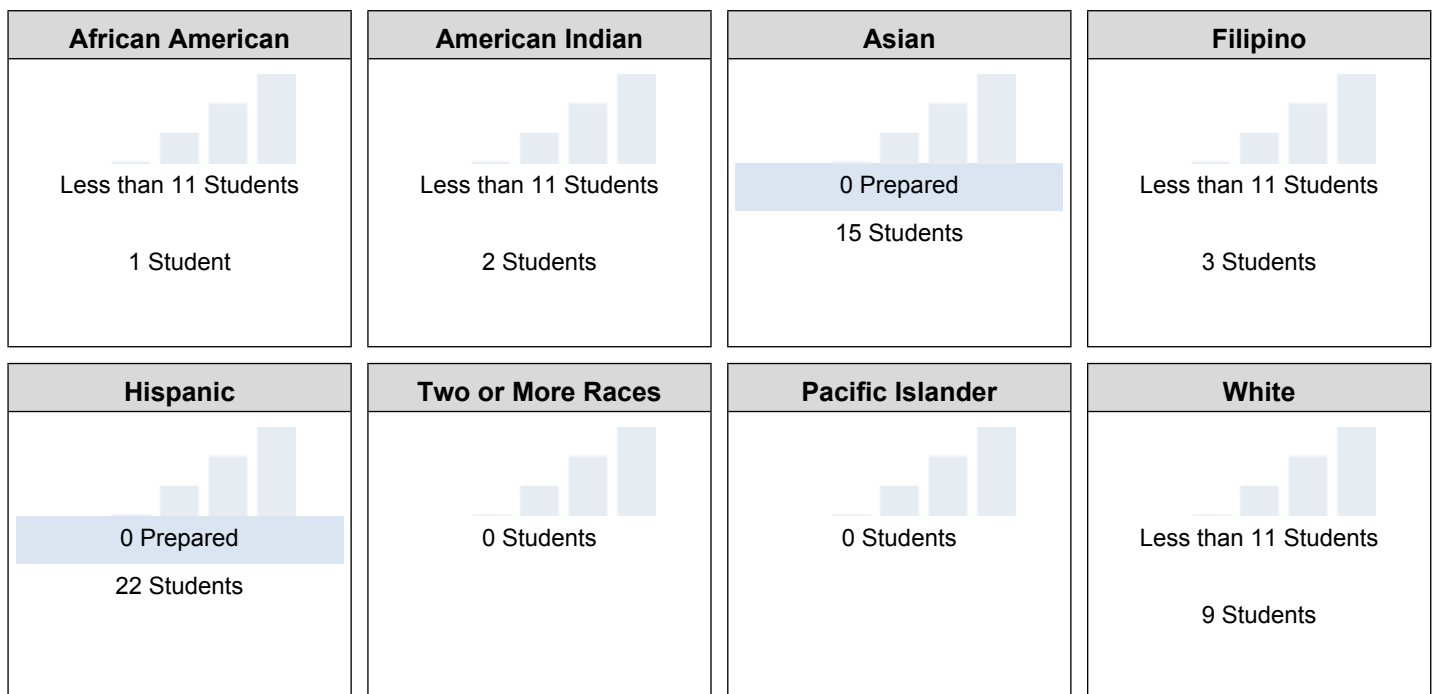 African American
Less than 11 Students
1 Student
American Indian
Less than 11 Students
2 Students
Asian
0 Prepared
15 Students
Filipino
Less than 11 Students
3 Students
Hispanic
0 Prepared
22 Students
Two or More Races
0 Students
Pacific Islander
0 Students
White
Less than 11 Students
9 Students